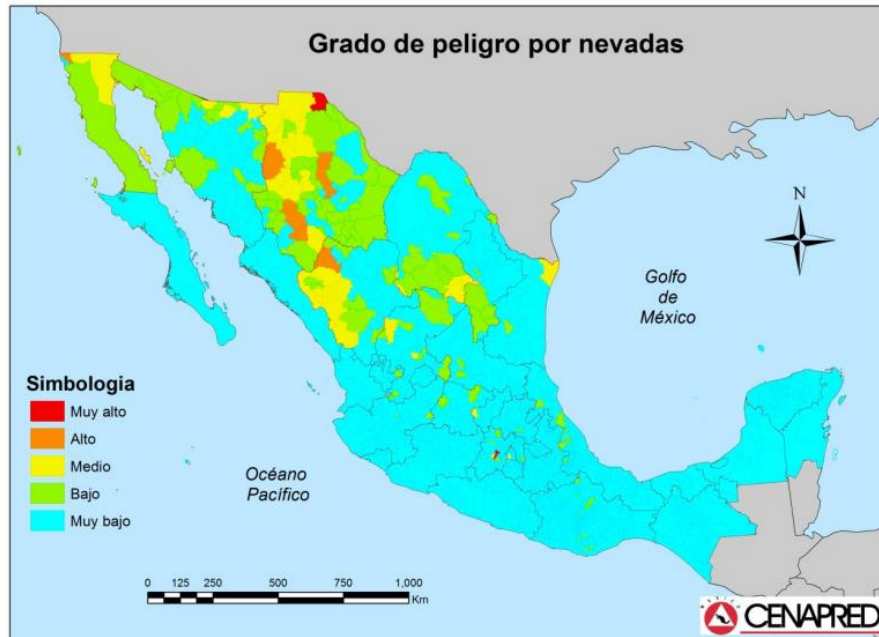 Grado de peligro por nevadas
N
Golfo
de
México
Simbologia
Muy alto
Alto
Medio
Bajo
Muy bajo
Océano
Pacífico
0 125 250 500 750 1,000
Km
MEXICO
CENAPRED